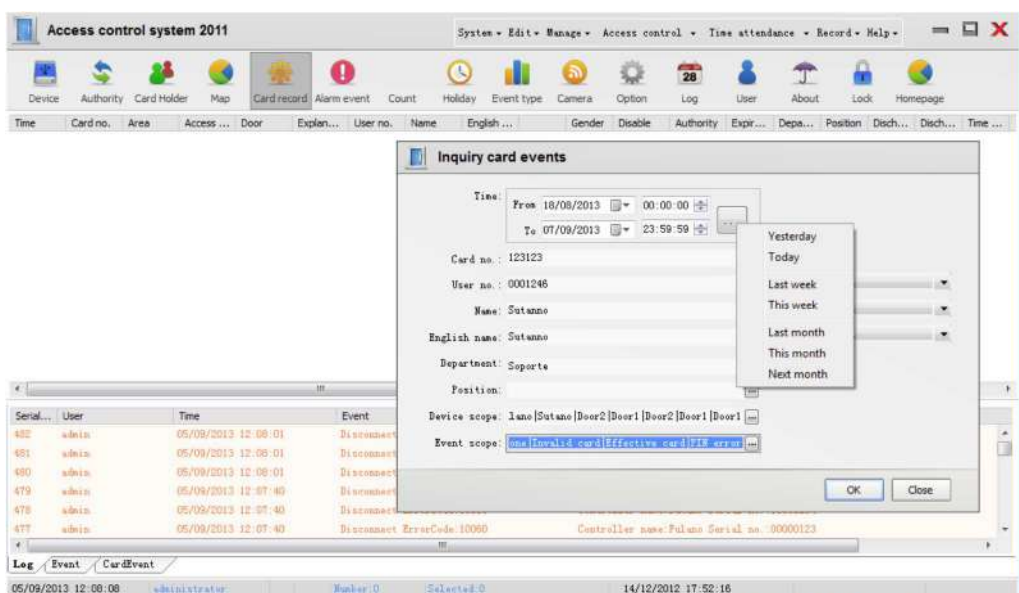 Access control system 2011
System Edit Manage Access control Time attendance Record Help
Device Authority Card Holder Map Card record Alarm event Count Holiday Event type Camera Option Log User About Lock Homepage
28
Time Card no. Area Access ... Door Explan... User no. Name English ... Gender Disable Authority Expir... Depa... Position Disch... Disch... Time ...
Inquiry card events
Time:
From 18/08/2013 00:00:00
To 07/09/2013 23:59:59
...
Yesterday
Today
Last week
This week
Last month
This month
Next month
Card no.: 123123
User no.: 0001246
Name: Sutanno
English name: Sutanno
Department: Soporte
Position: ...
Device scope: lano|Sutano|Door2|Door1|Door2|Door1|Door1 ...
Event scope: one|Invalid card|Effective card|PIN error ...
OK Close
Serial... User Time Event
482 admin 05/09/2013 12:08:01 Disconnect
481 admin 05/09/2013 12:08:01 Disconnect
480 admin 05/09/2013 12:08:01 Disconnect
479 admin 05/09/2013 12:07:40 Disconnect
478 admin 05/09/2013 12:07:40 Disconnect
477 admin 05/09/2013 12:07:40 Disconnect ErrorCode:10060 Controller name:Fulano Serial no.:00000123
Log Event CardEvent
05/09/2013 12:08:08 administrator Number:0 Selected:0 14/12/2012 17:52:16